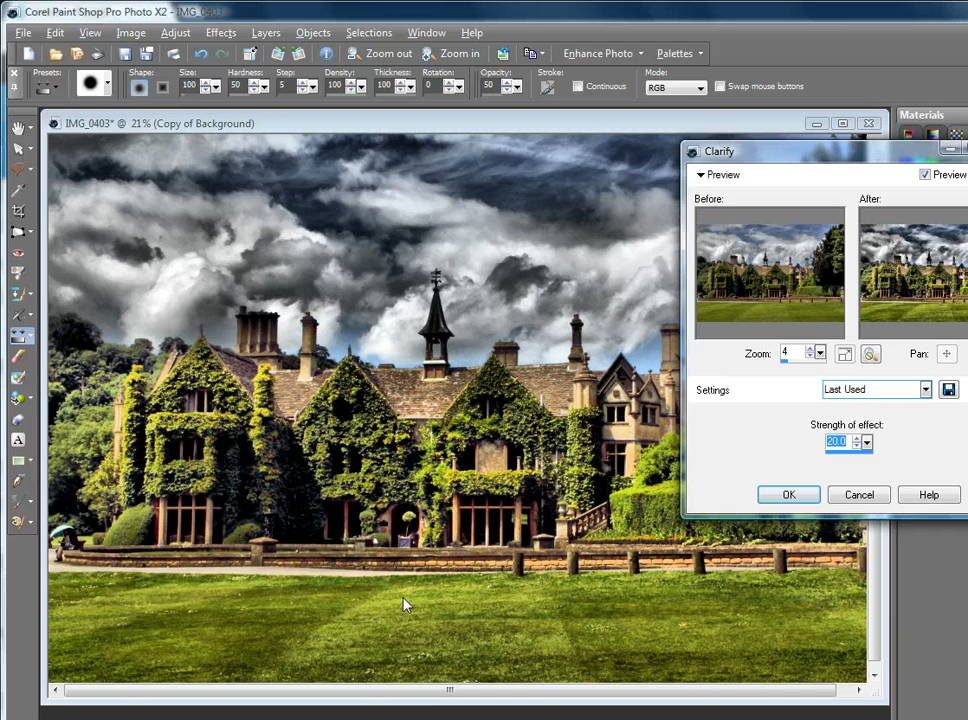 Corel Paint Shop Pro Photo X2 - IMG_0403
File Edit View Image Adjust Effects Layers Objects Selections Window Help
Zoom out Zoom in Enhance Photo Palettes
Presets: Shape: Size: Hardness: Step: Density: Thickness: Rotation: Opacity: Stroke: Mode:
100 50 5 100 100 0 50 Continuous RGB Swap mouse buttons
IMG_0403* @ 21% (Copy of Background)
Materials
Clarify
Preview Preview
Before: After:
Zoom: 4 Pan:
Settings Last Used
Strength of effect:
20.0
OK Cancel Help
A